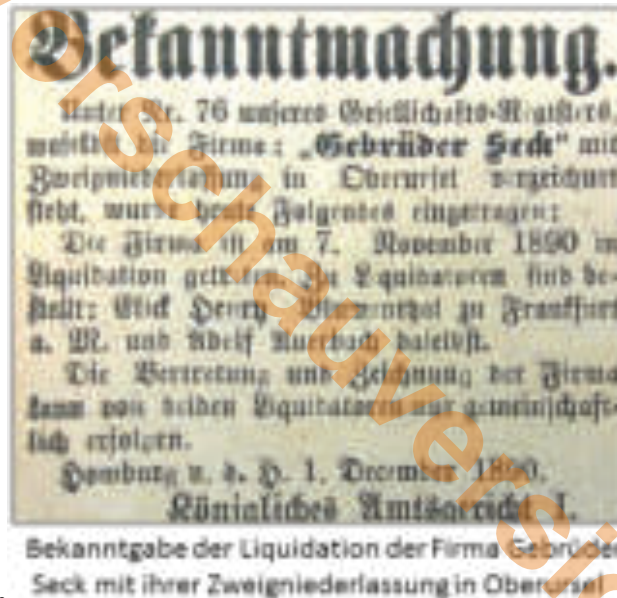 Bekanntmachung.
Unter Nr. 76 unseres Gesellschafts-Registers,
die Firma: „Gebrüder Seck" mit
Zweigniederlassung in Oberursel verzeichnet
steht, wurde heute Folgendes eingetragen:
Die Firma ist am 7. November 1890 in
Liquidation getreten. Zu Liquidatoren sind be-
stellt: Henry zu Frankfurt
a. M. und Adolf Auerbach daselbst.
Die Vertretung und Zeichnung der Firma
kann von beiden Liquidatoren nur gemeinschaft-
lich erfolgen.
Homburg v. d. H. 1. December 1890.
Königliches Amtsgericht I.
Bekanntgabe der Liquidation der Firma Gebrüder
Seck mit ihrer Zweigniederlassung in Oberursel
orschauversi